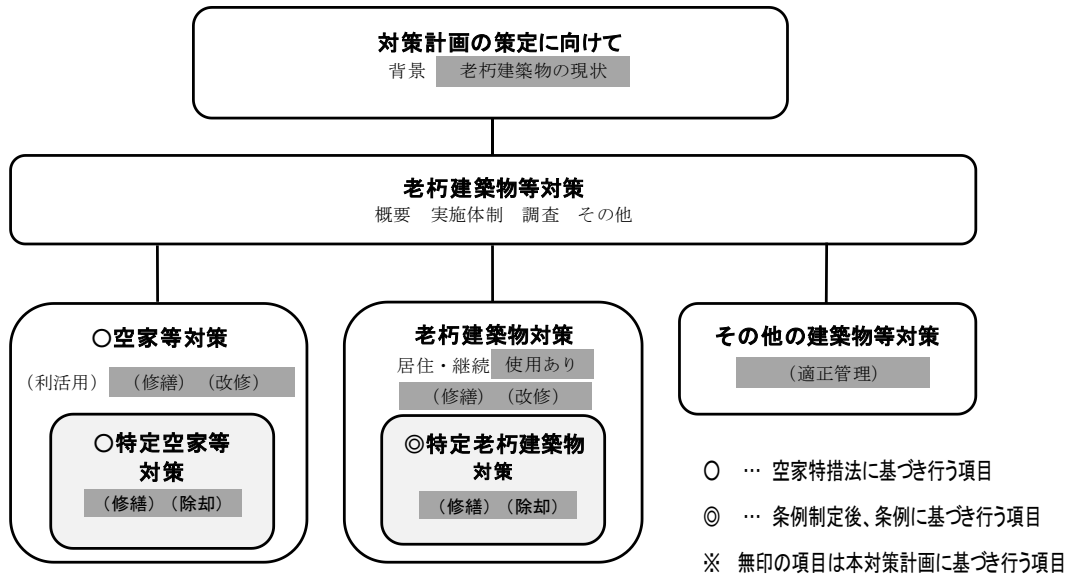 対策計画の策定に向けて
背景 老朽建築物の現状
老朽建築物等対策
概要 実施体制 調査 その他
○空家等対策
(利活用) (修繕) (改修)
○特定空家等
対策
(修繕) (除却)
老朽建築物対策
居住・継続 使用あり
(修繕) (改修)
◎特定老朽建築物
対策
(修繕) (除却)
その他の建築物等対策
(適正管理)
○ … 空家特措法に基づき行う項目
◎ … 条例制定後、条例に基づき行う項目
※ 無印の項目は本対策計画に基づき行う項目